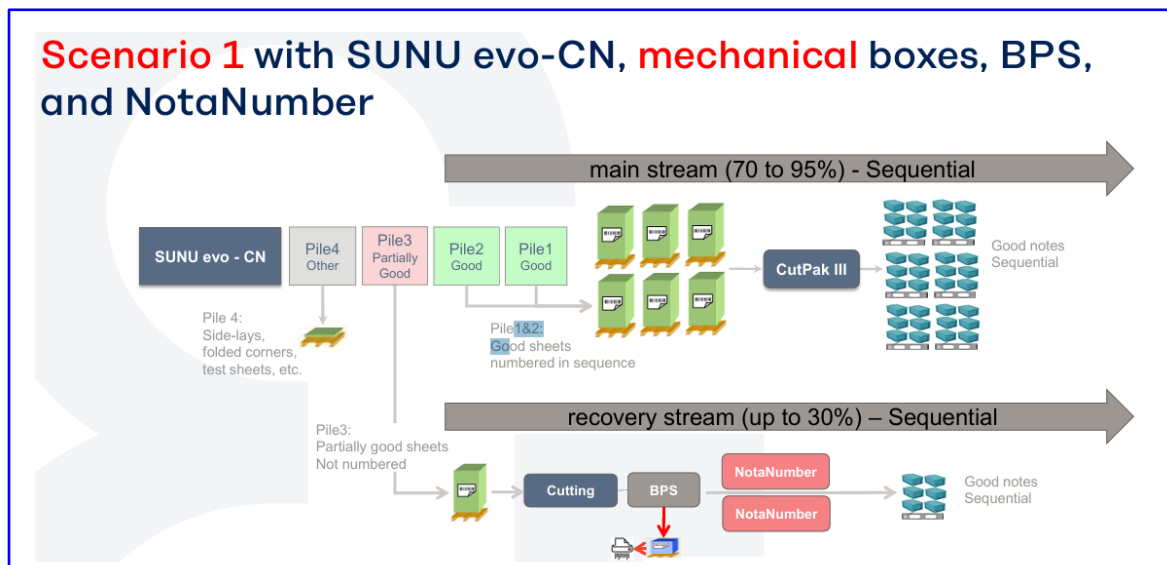 Scenario 1 with SUNU evo-CN, mechanical boxes, BPS,
and NotaNumber
main stream (70 to 95%) - Sequential
SUNU evo - CN
Pile4
Other
Pile3
Partially
Good
Pile2
Good
Pile1
Good
CutPak III
Good notes
Sequential
Pile 4:
Side-lays,
folded corners,
test sheets, etc.
Pile1&2:
Good sheets
numbered in sequence
recovery stream (up to 30%) – Sequential
Pile3:
Partially good sheets
Not numbered
Cutting
BPS
NotaNumber
NotaNumber
Good notes
Sequential